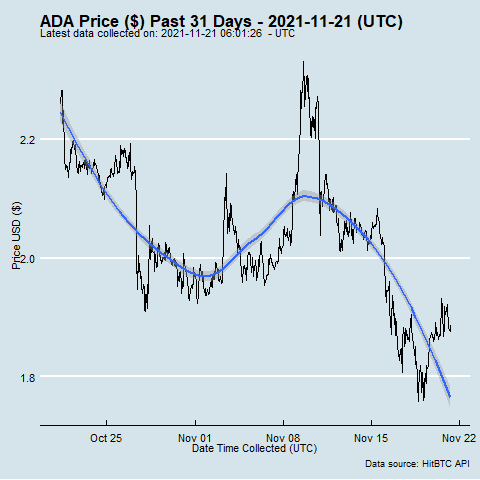 ADA Price ($) Past 31 Days - 2021-11-21 (UTC)
Latest data collected on: 2021-11-21 06:01:26 - UTC
2.2
2.0
1.8
Price USD ($)
Oct 25 Nov 01 Nov 08 Nov 15 Nov 22
Date Time Collected (UTC)
Data source: HitBTC API